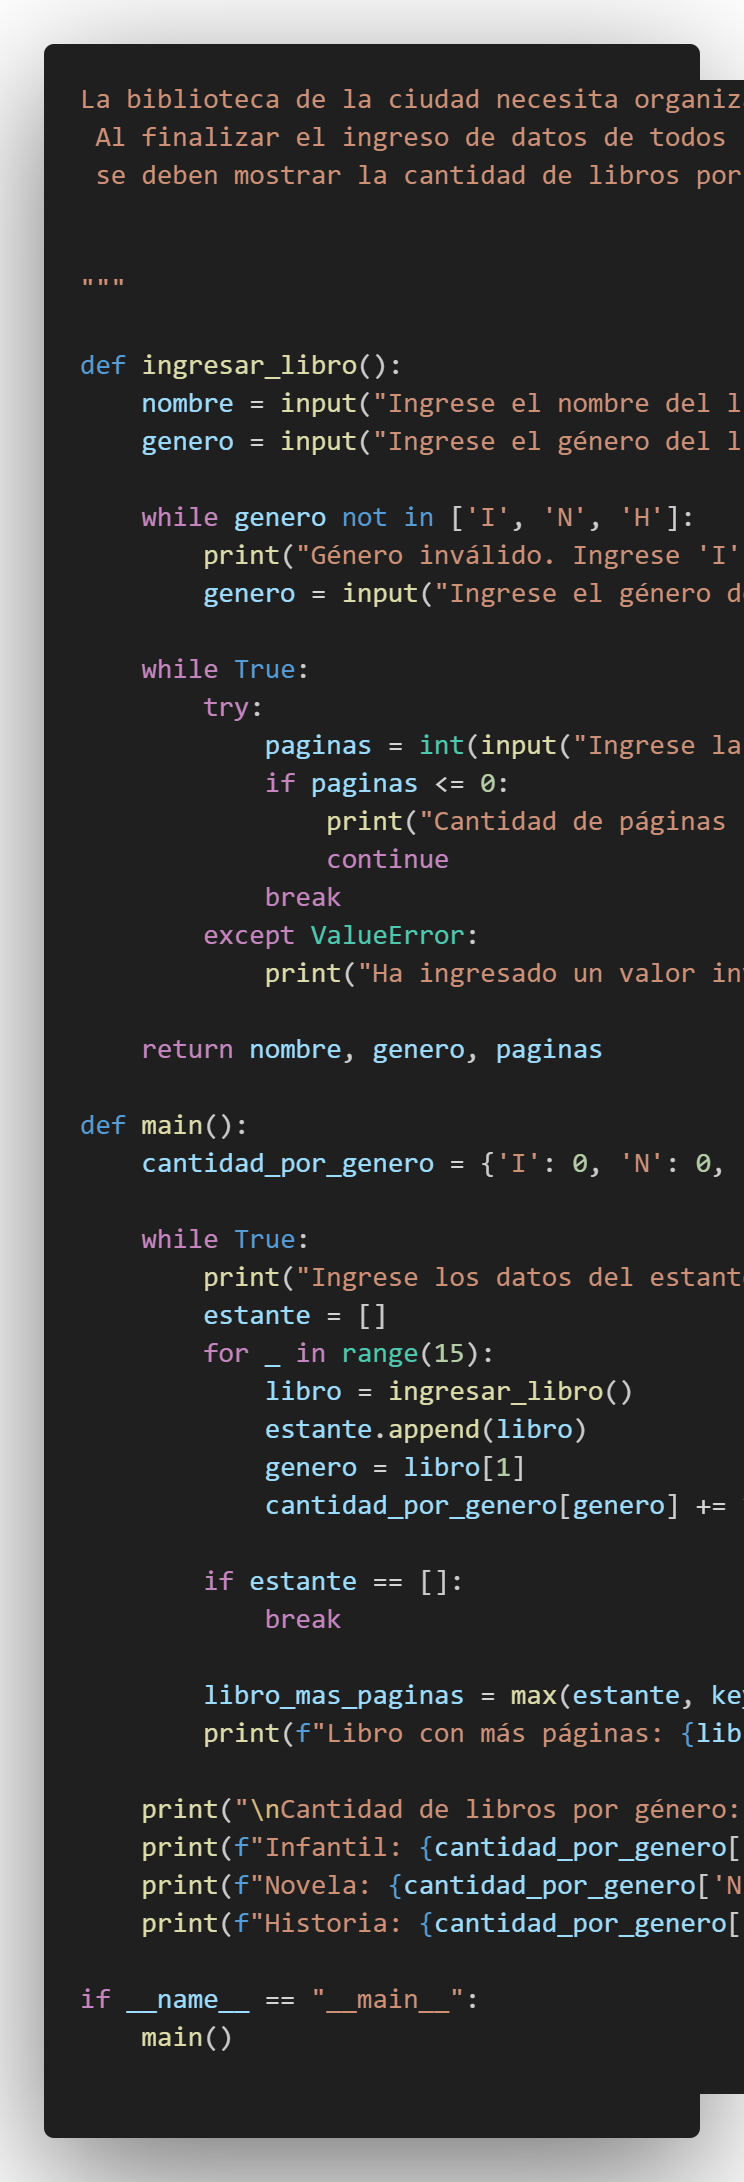 La biblioteca de la ciudad necesita
 Al finalizar el ingreso de datos de todos
 se deben mostrar la cantidad de libros por


"""

def ingresar_libro():
    nombre = input("Ingrese el nombre del l
    genero = input("Ingrese el género del l

    while genero not in ['I', 'N', 'H']:
        print("Género inválido. Ingrese 'I'
        genero = input("Ingrese el género

    while True:
        try:
            paginas = int(input("Ingrese la
            if paginas <= 0:
                print("Cantidad de páginas
                continue
            break
        except ValueError:
            print("Ha ingresado un valor

    return nombre, genero, paginas

def main():
    cantidad_por_genero = {'I': 0, 'N': 0,

    while True:
        print("Ingrese los datos del
        estante = []
        for _ in range(15):
            libro = ingresar_libro()
            estante.append(libro)
            genero = libro[1]
            cantidad_por_genero[genero] +=

        if estante == []:
            break

        libro_mas_paginas = max(estante,
        print(f"Libro con más páginas: {lib

    print("\nCantidad de libros por género:
    print(f"Infantil: {cantidad_por_genero[
    print(f"Novela: {cantidad_por_genero['N
    print(f"Historia: {cantidad_por_genero[

if __name__ == "__main__":
    main()